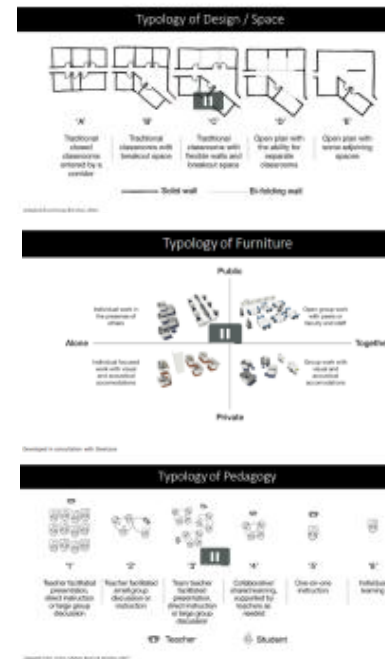 Typology of Design / Space
'A' 'B' 'C' 'D' 'E'
Traditional Traditional Traditional Open plan with Open plan with
closed classrooms with classrooms with the ability for some adjoining
classrooms breakout space flexible walls and separate spaces
entered by a breakout space classrooms
corridor
Solid wall Bi-folding wall
Typology of Furniture
Public
Individual work in Open group work
the presence of with peers or
others faculty and staff
Alone Together
Individual focused Group work with
work with visual visual and
and acoustical acoustical
accommodations accommodations
Private
Developed in consultation with Steelcase
Typology of Pedagogy
'1' '2' '3' '4' '5' '6'
Teacher facilitated Teacher facilitated Team teacher Collaborative/ One-on-one Individual
presentation, small group facilitated shared learning, instruction learning
direct instruction discussion or presentation, supported by
or large group instruction direct instruction teachers as
discussion or large group needed
discussion
Teacher Student